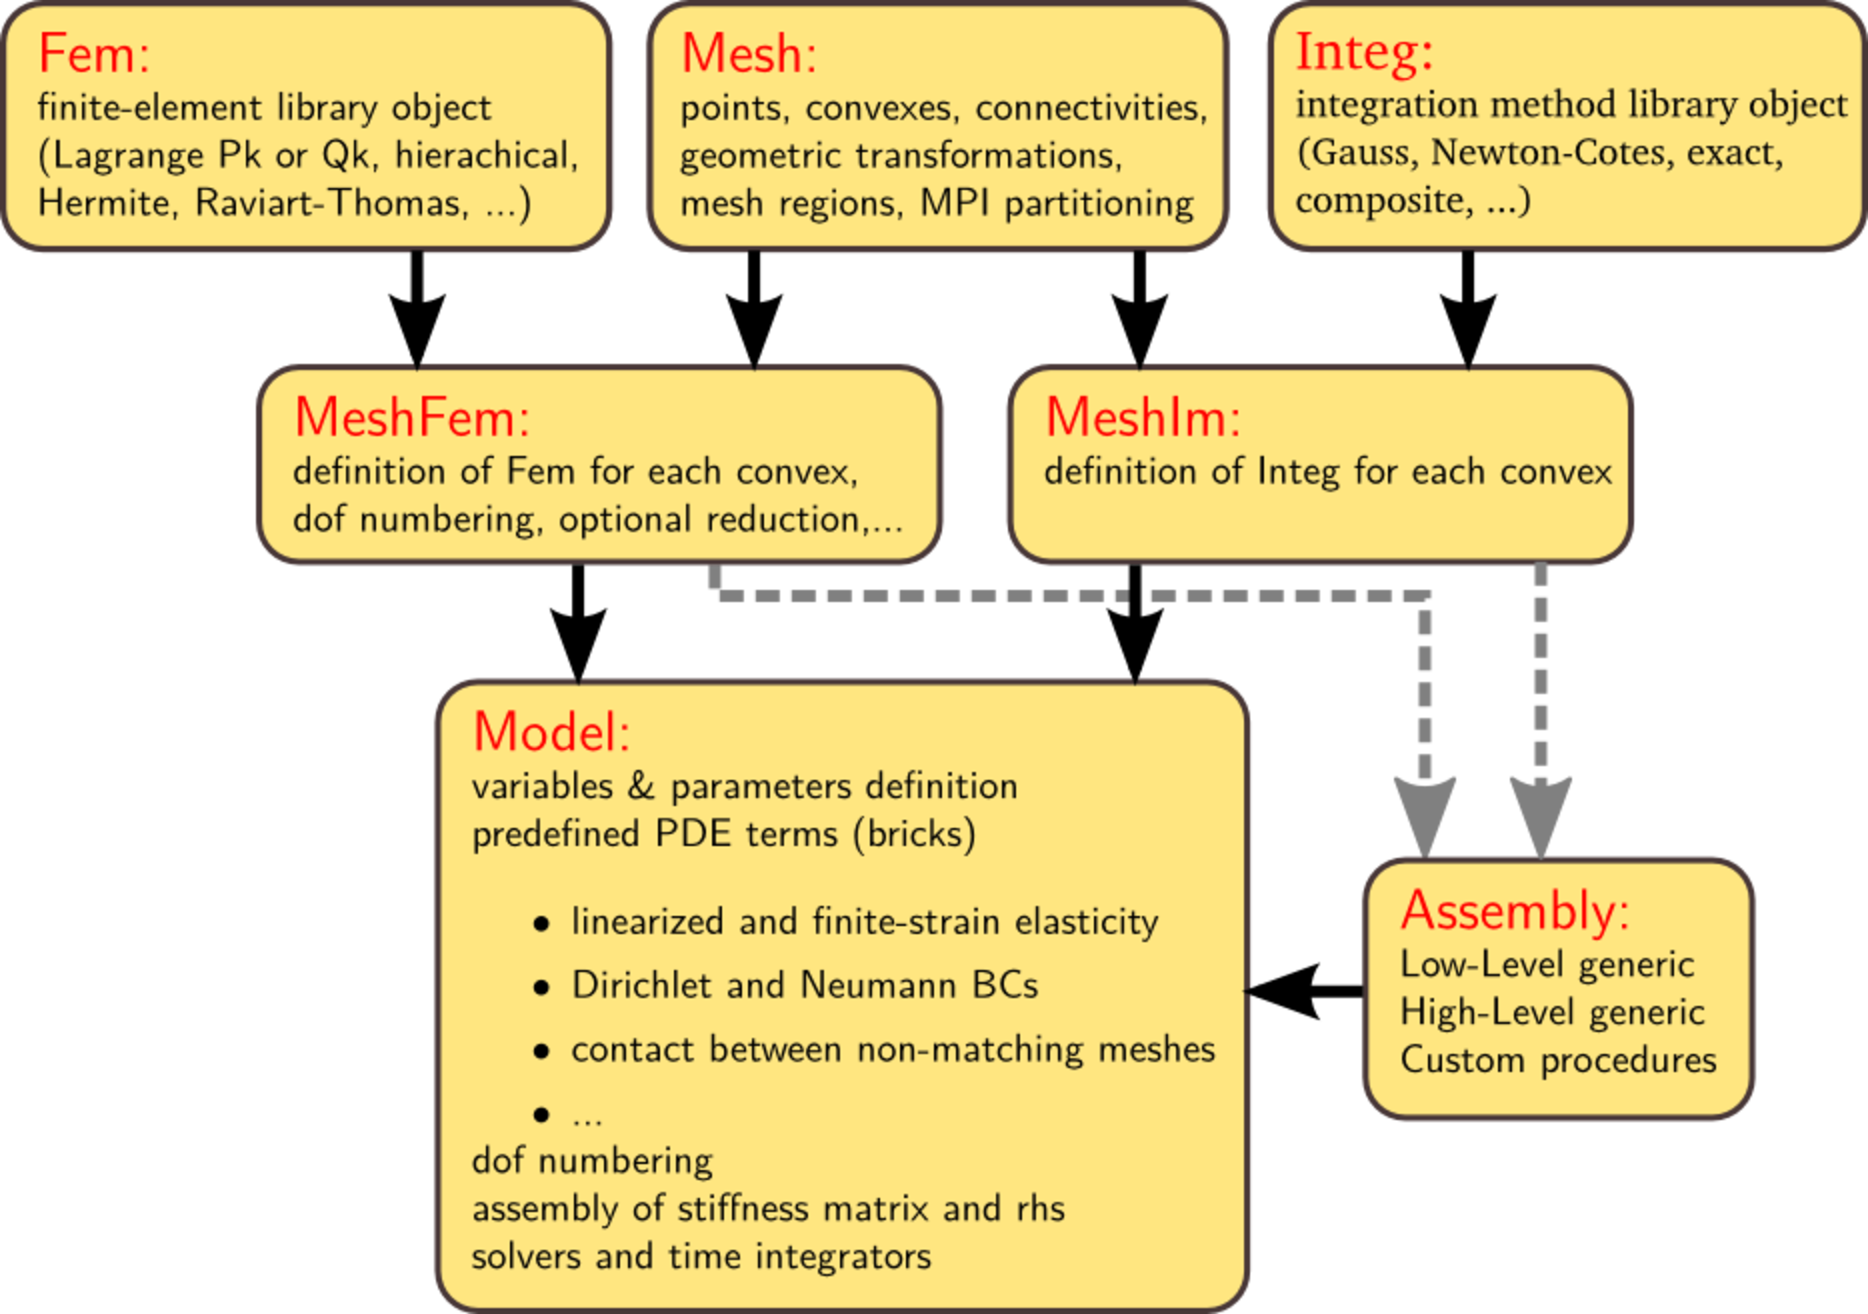 Fem:
finite-element library object
(Lagrange Pk or Qk, hierachical,
Hermite, Raviart-Thomas, ...)
Mesh:
points, convexes, connectivities,
geometric transformations,
mesh regions, MPI partitioning
Integ:
integration method library object
(Gauss, Newton-Cotes, exact,
composite, ...)
MeshFem:
definition of Fem for each convex,
dof numbering, optional reduction,...
MeshIm:
definition of Integ for each convex
Model:
variables & parameters definition
predefined PDE terms (bricks)
• linearized and finite-strain elasticity
• Dirichlet and Neumann BCs
• contact between non-matching meshes
• ...
dof numbering
assembly of stiffness matrix and rhs
solvers and time integrators
Assembly:
Low-Level generic
High-Level generic
Custom procedures